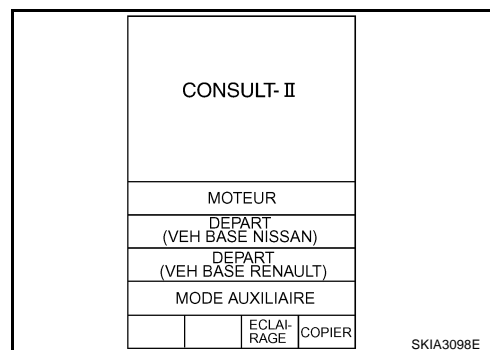 CONSULT-II
MOTEUR
DEPART
(VEH BASE NISSAN)
DEPART
(VEH BASE RENAULT)
MODE AUXILIAIRE
ECLAI-
RAGE
COPIER
SKIA3098E